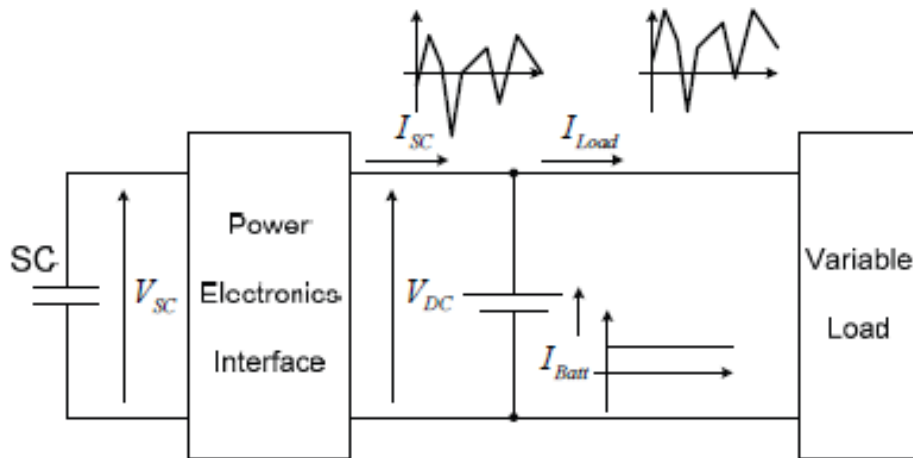 I_SC
I_Load
SC
V_SC
Power
Electronics
Interface
V_DC
I_Batt
Variable
Load